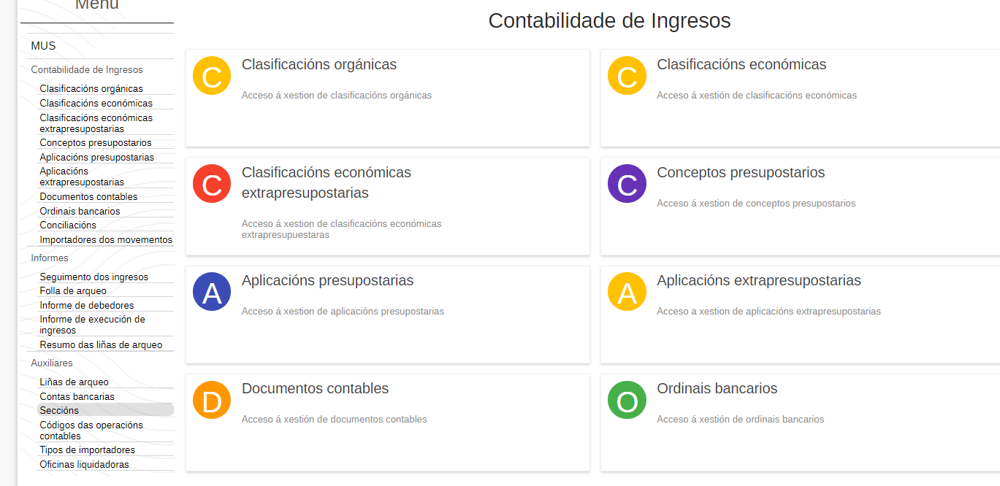 Menú
MUS
Contabilidade de Ingresos
Clasificacións orgánicas
Clasificacións económicas
Clasificacións económicas
extrapresupostarias
Conceptos presupostarios
Aplicacións presupostarias
Aplicacións
extrapresupostarias
Documentos contables
Ordinais bancarios
Conciliacións
Importadores dos movementos
Informes
Seguimento dos ingresos
Folla de arqueo
Informe de debedores
Informe de execución de
ingresos
Resumo das liñas de arqueo
Auxiliares
Liñas de arqueo
Contas bancarias
Seccións
Códigos das operacións
contables
Tipos de importadores
Oficinas liquidadoras
Contabilidade de Ingresos
C
Clasificacións orgánicas
Acceso á xestion de clasificacións orgánicas
C
Clasificacións económicas
Acceso á xestión de clasificacións económicas
C
Clasificacións económicas
extrapresupostarias
Acceso á xestion de clasificacións económicas
extrapresupuestaras
C
Conceptos presupostarios
Acceso á xestion de conceptos presupostarios
A
Aplicacións presupostarias
Acceso á xestion de aplicacións presupostarias
A
Aplicacións extrapresupostarias
Acceso a xestion de aplicacións extrapresupostarias
D
Documentos contables
Acceso á xestión de documentos contables
O
Ordinais bancarios
Acceso á xestión de ordinais bancarios